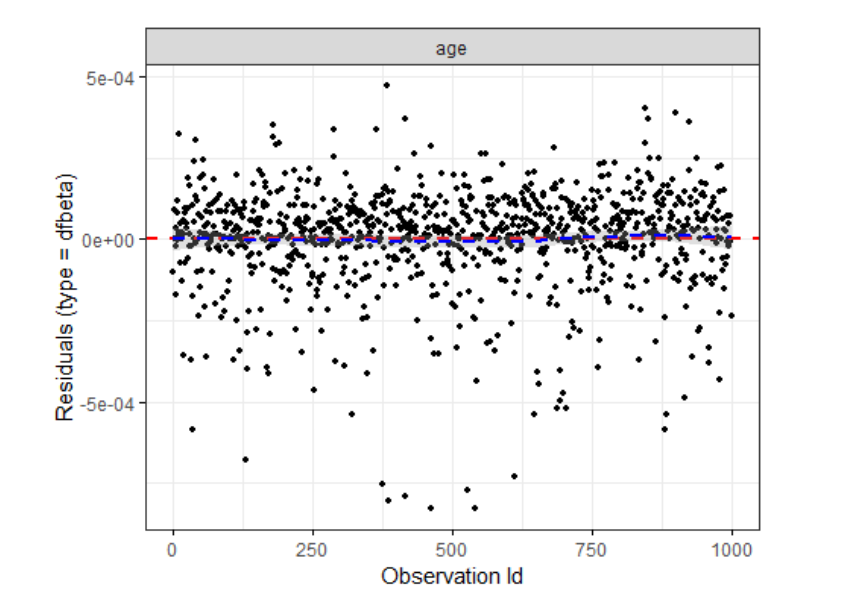 age
5e-04
0e+00
-5e-04
Residuals (type = dfbeta)
0
250
500
750
1000
Observation Id